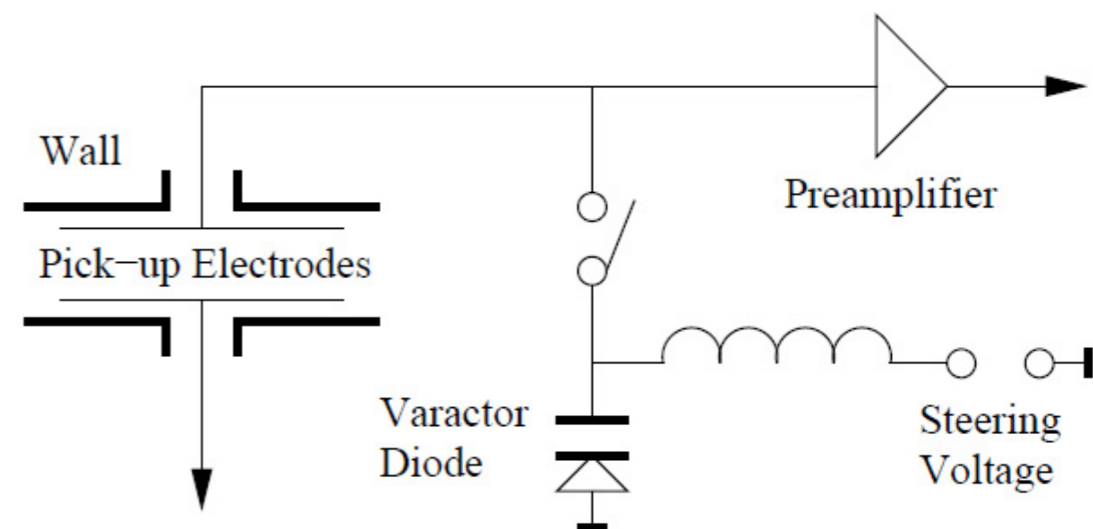 Wall
Preamplifier
Pick−up Electrodes
Varactor
Diode
Steering
Voltage